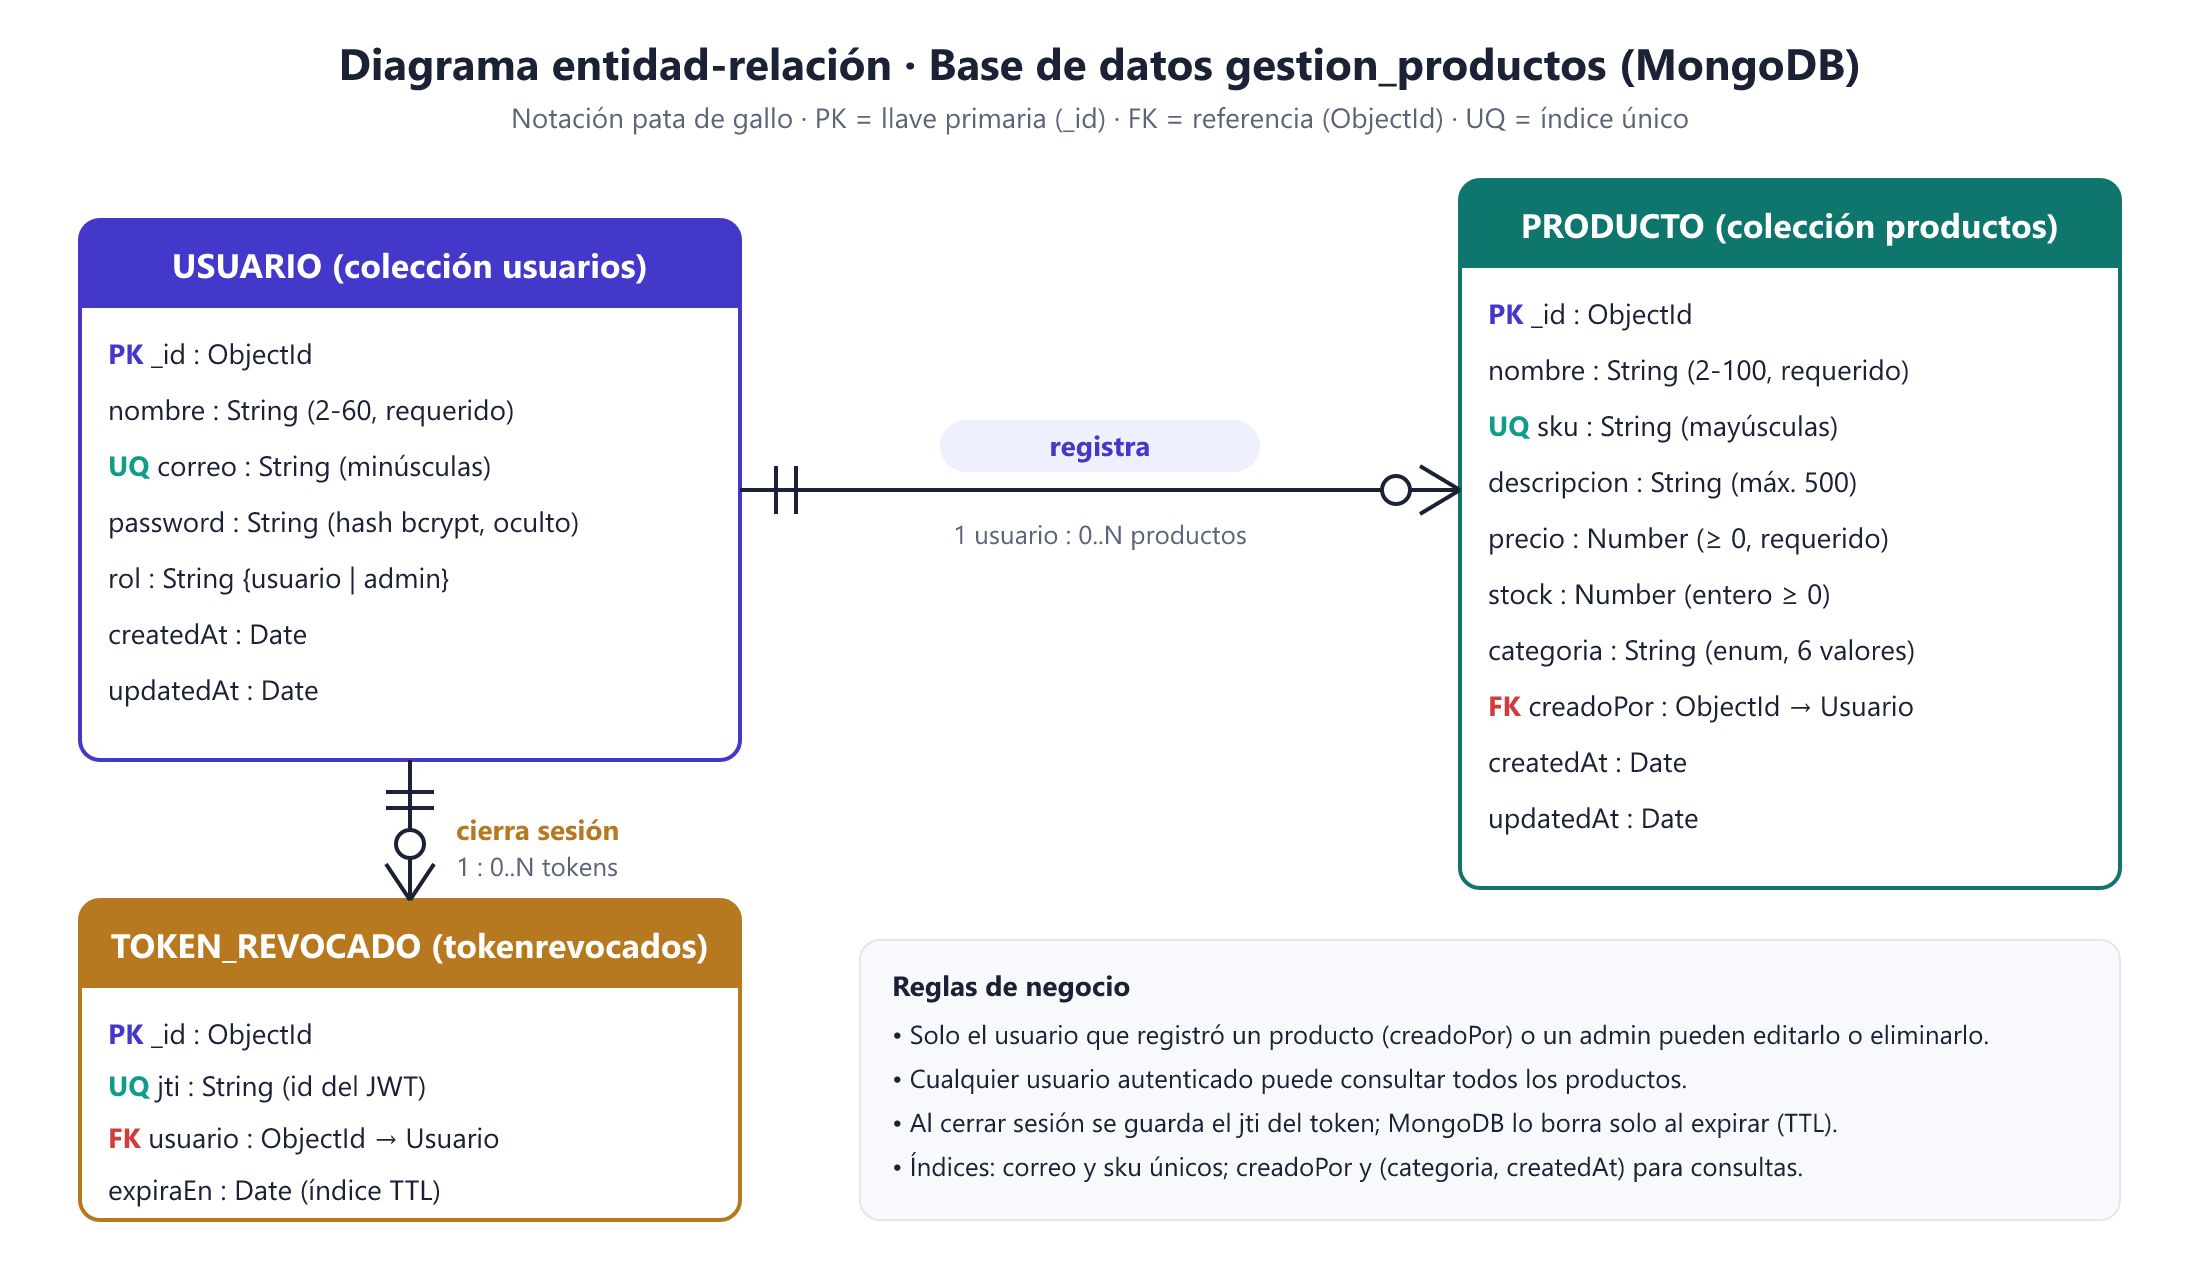 Diagrama entidad-relación · Base de datos gestion_productos (MongoDB)
Notación pata de gallo · PK = llave primaria (_id) · FK = referencia (ObjectId) · UQ = índice único
USUARIO (colección usuarios)
PK _id : ObjectId
nombre : String (2-60, requerido)
UQ correo : String (minúsculas)
password : String (hash bcrypt, oculto)
rol : String {usuario | admin}
createdAt : Date
updatedAt : Date
registra
1 usuario : 0..N productos
PRODUCTO (colección productos)
PK _id : ObjectId
nombre : String (2-100, requerido)
UQ sku : String (mayúsculas)
descripcion : String (máx. 500)
precio : Number (≥ 0, requerido)
stock : Number (entero ≥ 0)
categoria : String (enum, 6 valores)
FK creadoPor : ObjectId → Usuario
createdAt : Date
updatedAt : Date
cierra sesión
1 : 0..N tokens
TOKEN_REVOCADO (tokenrevocados)
PK _id : ObjectId
UQ jti : String (id del JWT)
FK usuario : ObjectId → Usuario
expiraEn : Date (índice TTL)
Reglas de negocio
• Solo el usuario que registró un producto (creadoPor) o un admin pueden editarlo o eliminarlo.
• Cualquier usuario autenticado puede consultar todos los productos.
• Al cerrar sesión se guarda el jti del token; MongoDB lo borra solo al expirar (TTL).
• Índices: correo y sku únicos; creadoPor y (categoria, createdAt) para consultas.